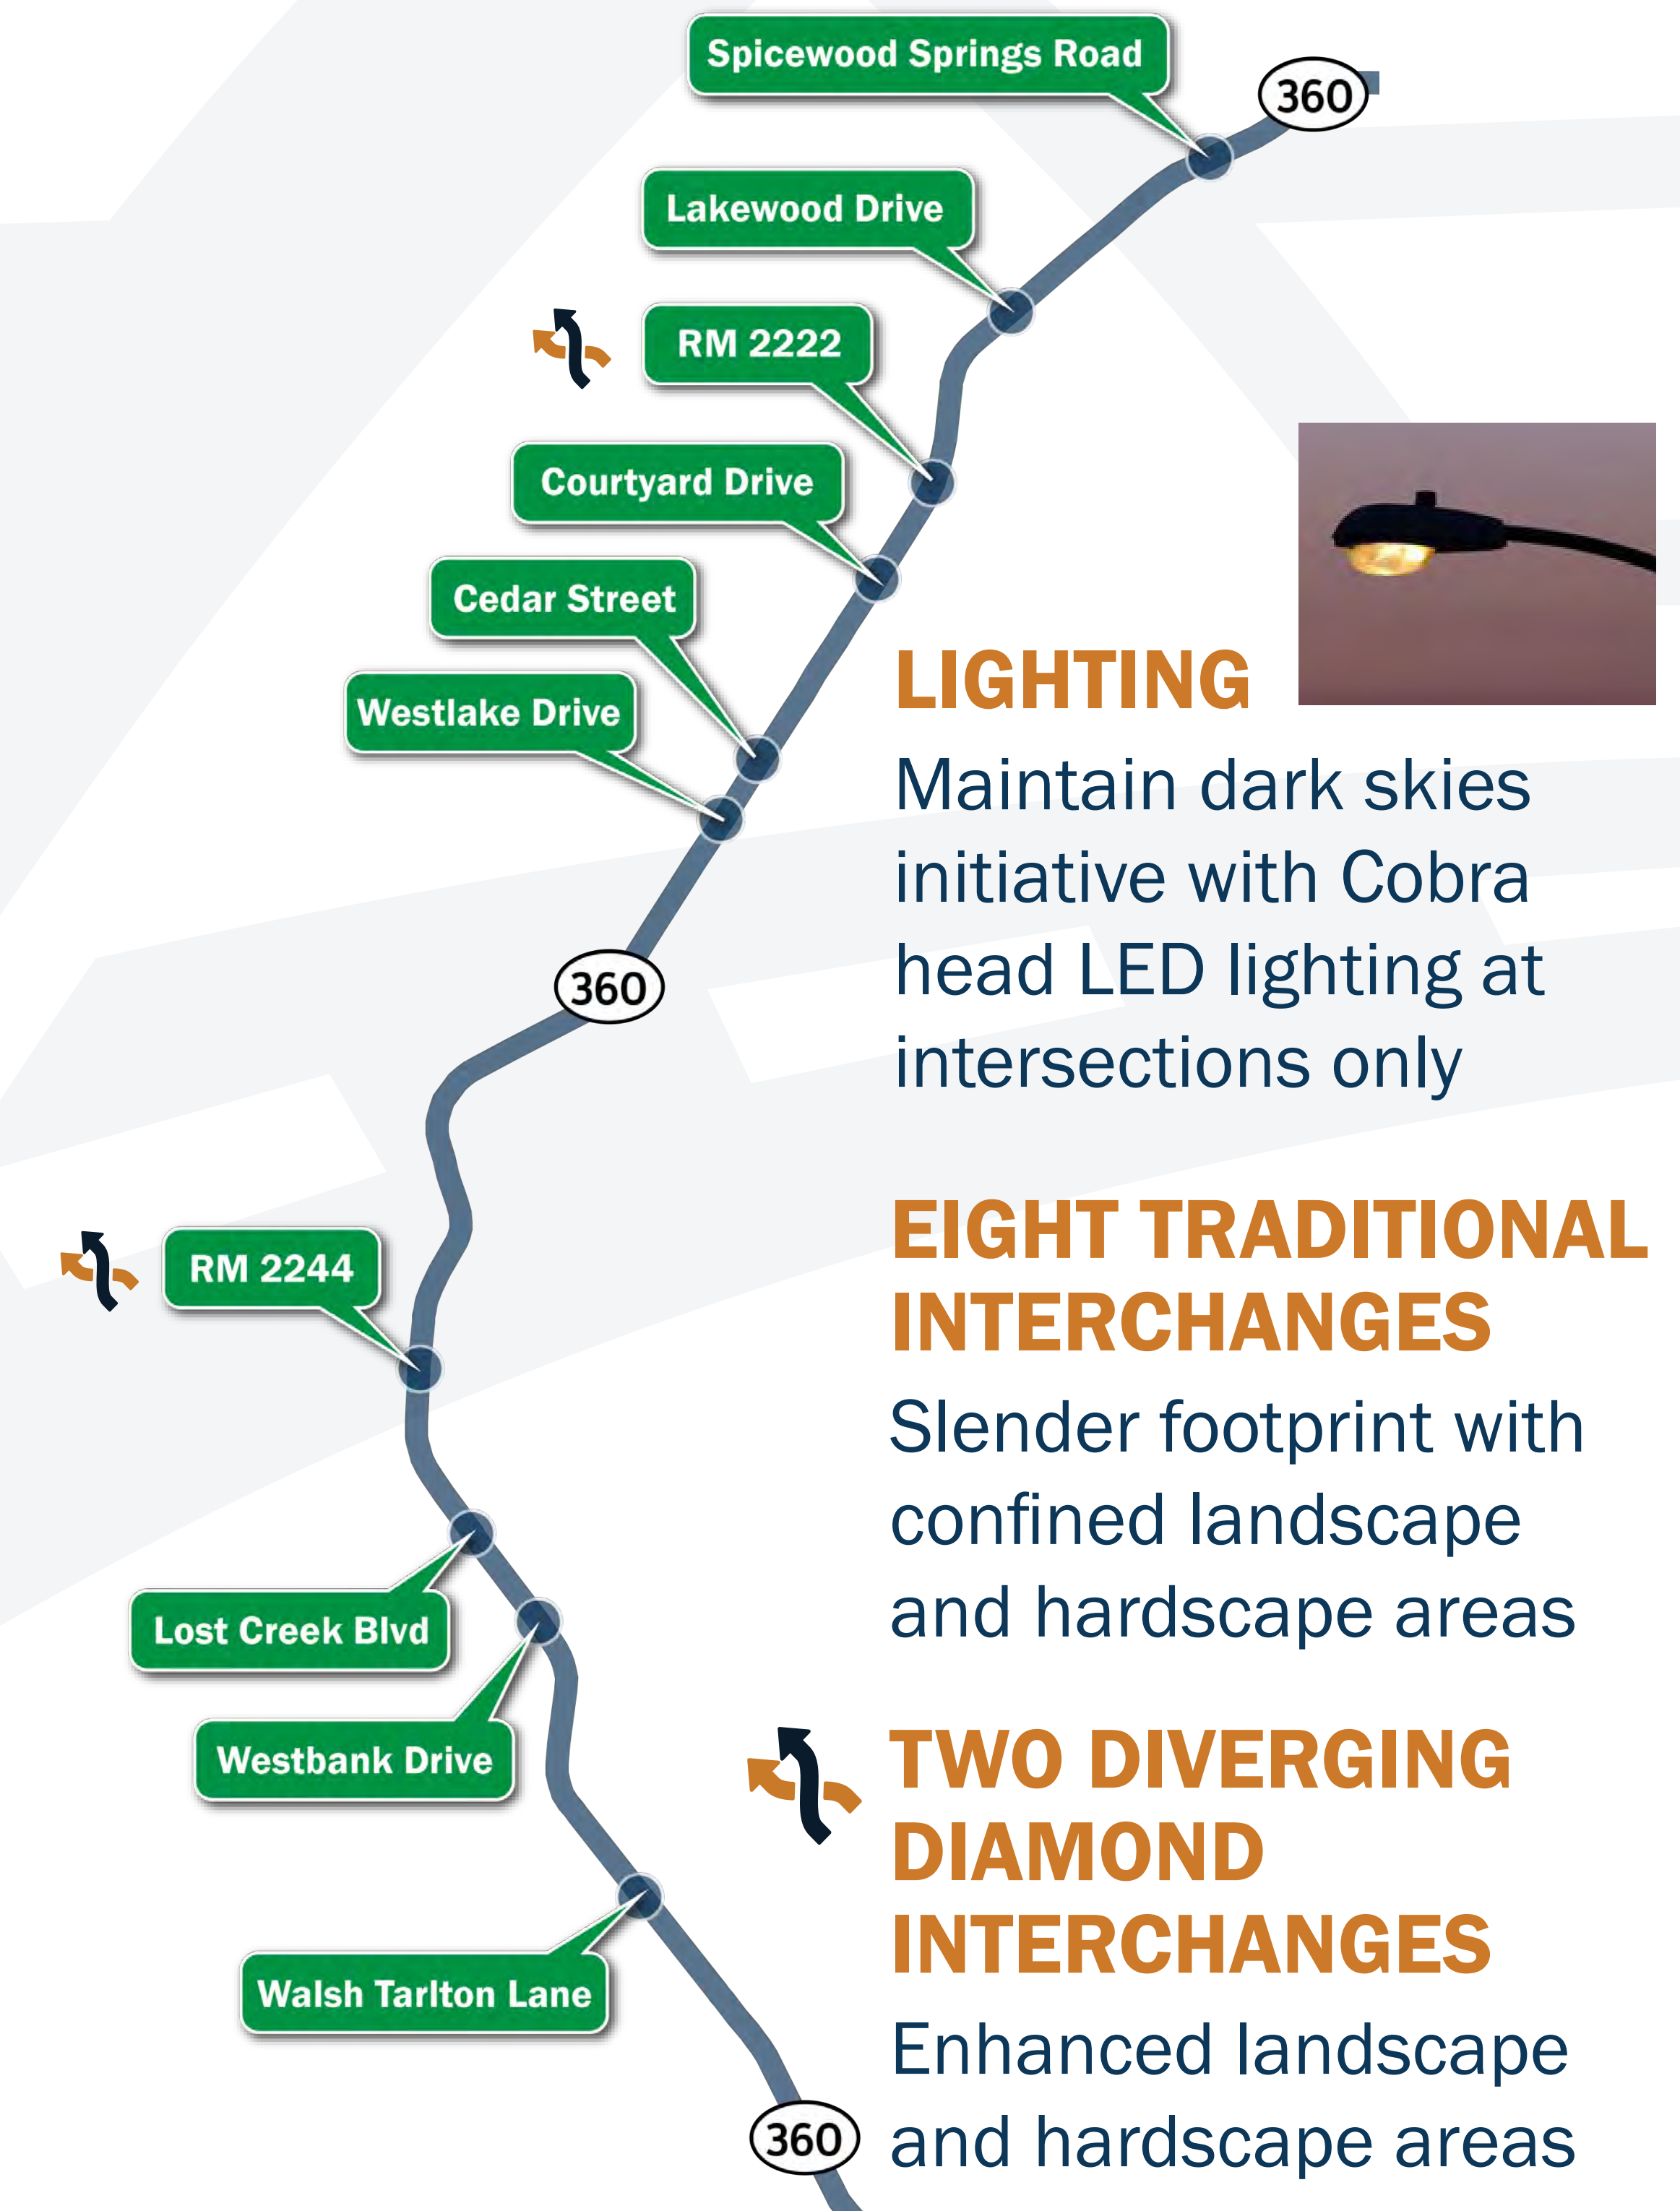 Spicewood Springs Road
360
Lakewood Drive
RM 2222
Courtyard Drive
Cedar Street
Westlake Drive
360
RM 2244
Lost Creek Blvd
Westbank Drive
Walsh Tarlton Lane
360
LIGHTING
Maintain dark skies
initiative with Cobra
head LED lighting at
intersections only
EIGHT TRADITIONAL
INTERCHANGES
Slender footprint with
confined landscape
and hardscape areas
TWO DIVERGING
DIAMOND
INTERCHANGES
Enhanced landscape
and hardscape areas